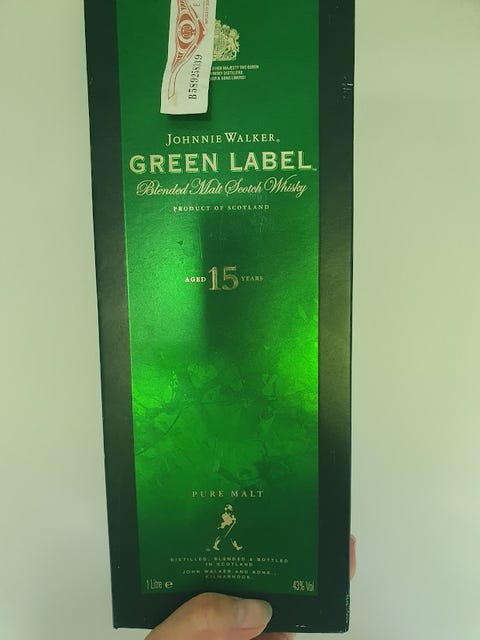 B58925839
JOHNNIE WALKER.
GREEN LABEL
Blended Malt Scotch Whisky
PRODUCT OF SCOTLAND
AGED 15 YEARS
PURE MALT
DISTILLED, BLENDED & BOTTLED
IN SCOTLAND
JOHN WALKER AND SONS.,
KILMARNOCK.
1 Litre e 43% Vol